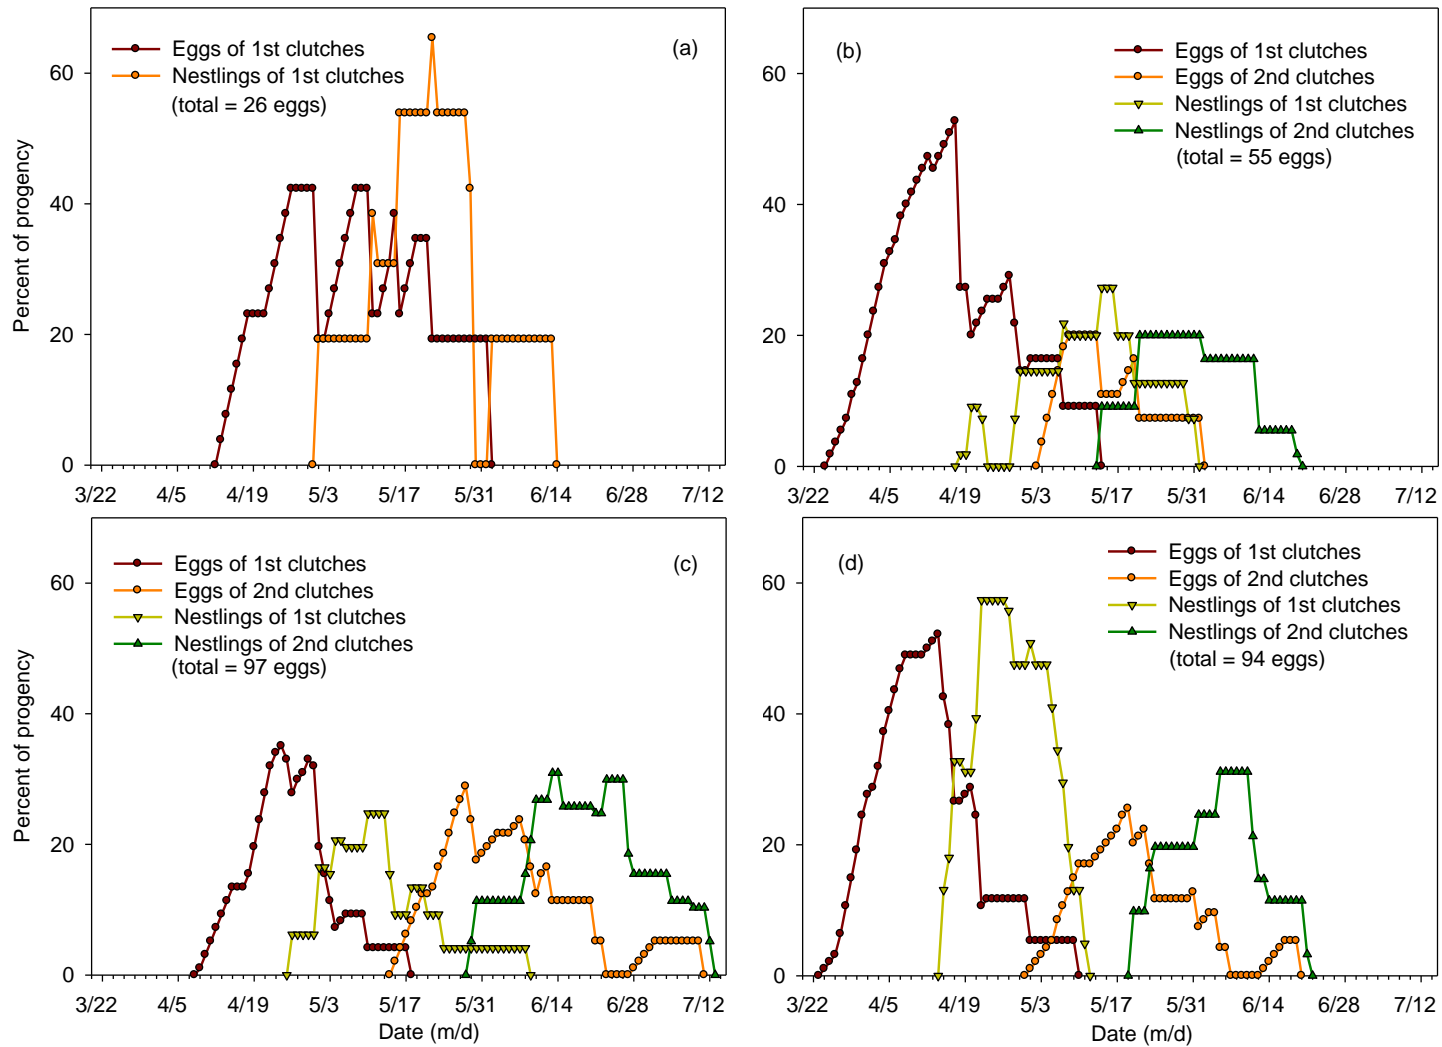 60
40
20
0
Percent of progency
Eggs of 1st clutches
Nestlings of 1st clutches
(total = 26 eggs)
(a)
3/22 4/5 4/19 5/3 5/17 5/31 6/14 6/28 7/12
60
40
20
0
(b)
Eggs of 1st clutches
Eggs of 2nd clutches
Nestlings of 1st clutches
Nestlings of 2nd clutches
(total = 55 eggs)
3/22 4/5 4/19 5/3 5/17 5/31 6/14 6/28 7/12
60
40
20
0
Percent of progency
Eggs of 1st clutches
Eggs of 2nd clutches
Nestlings of 1st clutches
Nestlings of 2nd clutches
(total = 97 eggs)
(c)
3/22 4/5 4/19 5/3 5/17 5/31 6/14 6/28 7/12
Date (m/d)
60
40
20
0
(d)
Eggs of 1st clutches
Eggs of 2nd clutches
Nestlings of 1st clutches
Nestlings of 2nd clutches
(total = 94 eggs)
3/22 4/5 4/19 5/3 5/17 5/31 6/14 6/28 7/12
Date (m/d)